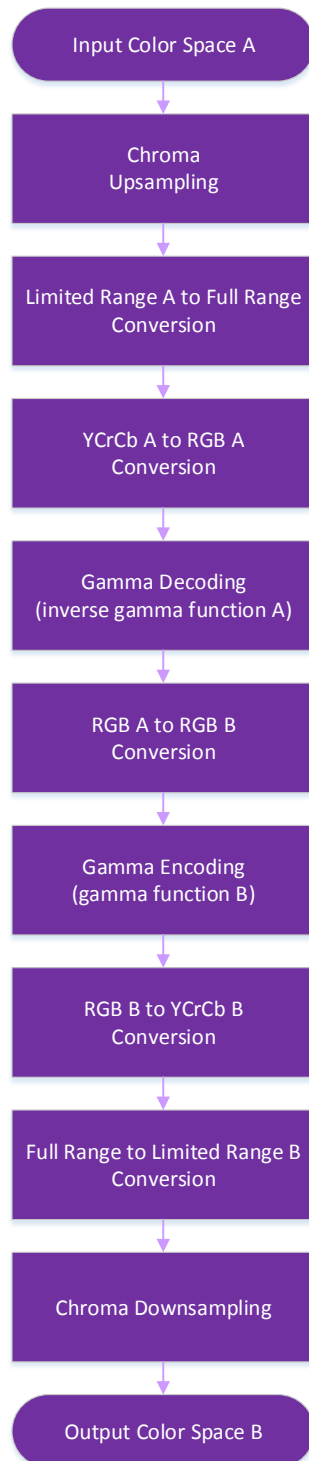 Input Color Space A
Chroma
Upsampling
Limited Range A to Full Range
Conversion
YCrCb A to RGB A
Conversion
Gamma Decoding
(inverse gamma function A)
RGB A to RGB B
Conversion
Gamma Encoding
(gamma function B)
RGB B to YCrCb B
Conversion
Full Range to Limited Range B
Conversion
Chroma Downsampling
Output Color Space B